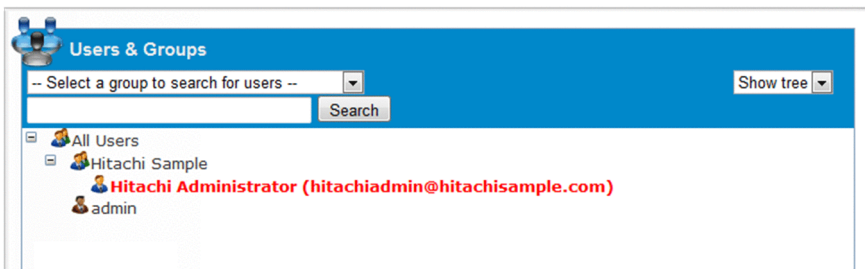 Users & Groups
-- Select a group to search for users --
Show tree
Search
All Users
Hitachi Sample
Hitachi Administrator (hitachiadmin@hitachisample.com)
admin